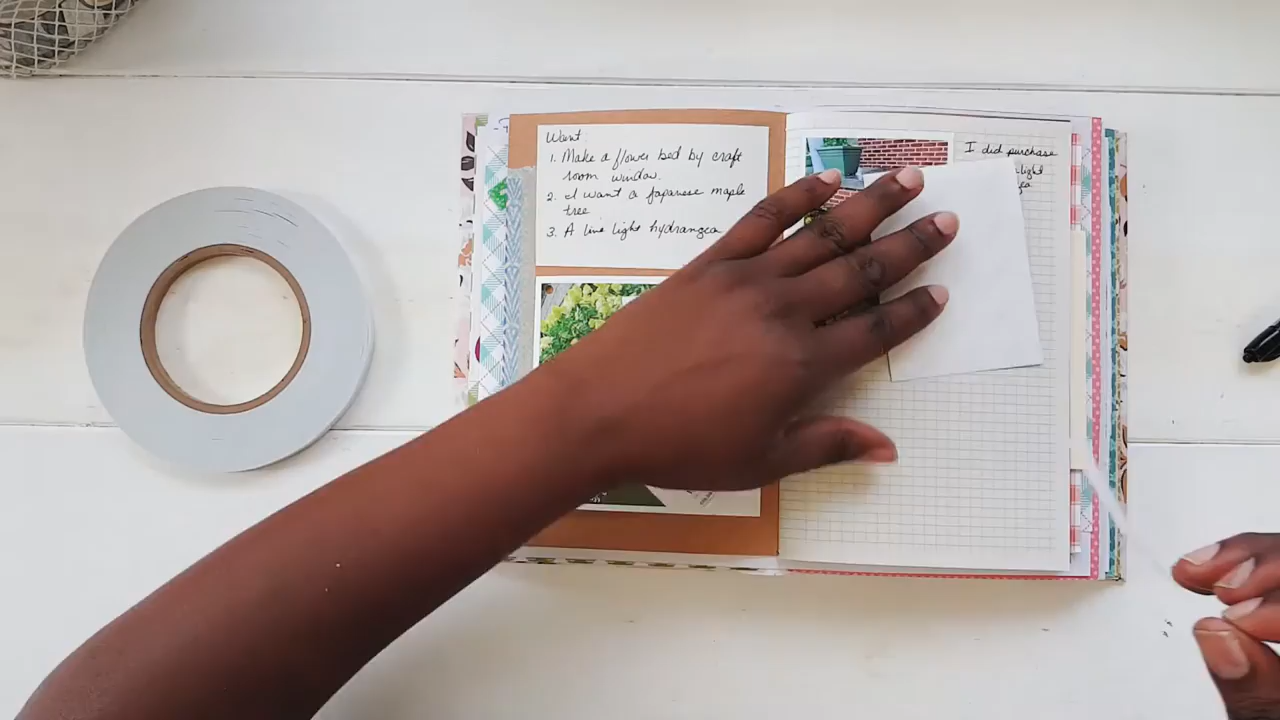 Want:
1. Make a flower bed by craft
room window.
2. I want a Japanese maple
tree
3. A lime light hydrangea
I did purchase
light